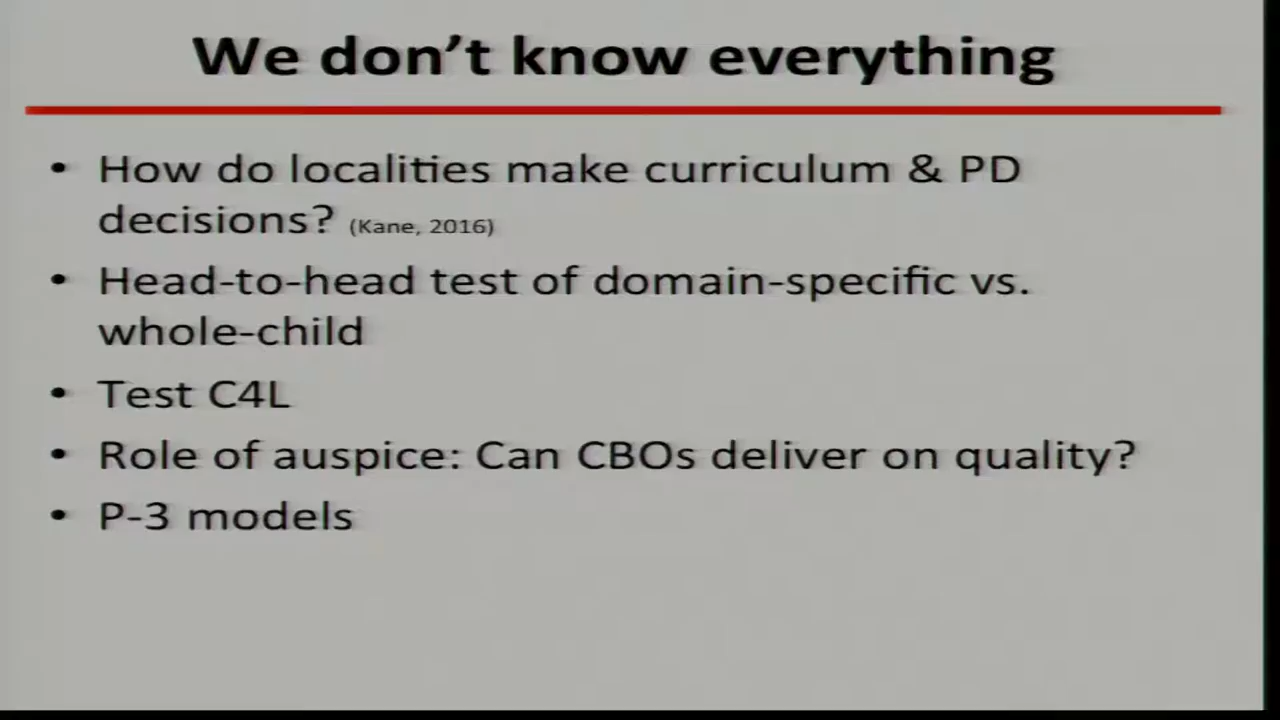 We don't know everything
• How do localities make curriculum & PD
decisions? (Kane, 2016)
• Head-to-head test of domain-specific vs.
whole-child
• Test C4L
• Role of auspice: Can CBOs deliver on quality?
• P-3 models